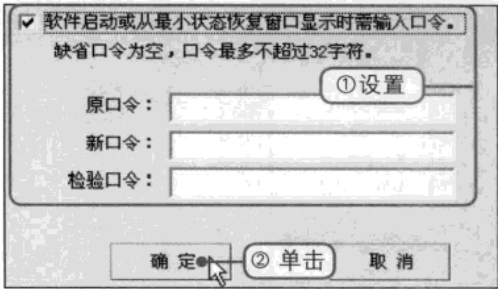 软件启动或从最小状态恢复窗口显示时需输入口令。
缺省口令为空，口令最多不超过32字符。
①设置
原口令：
新口令：
检验口令：
确定 ②单击 取消